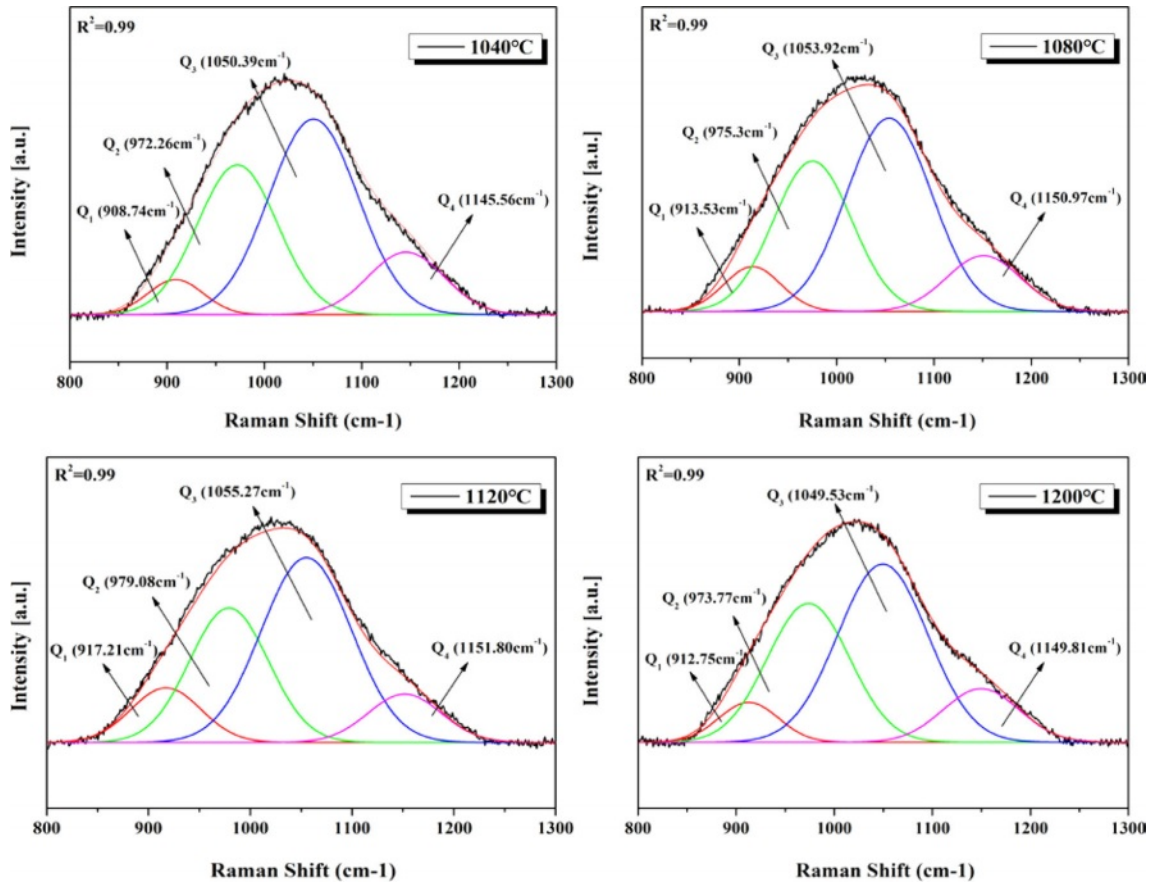 R²=0.99
1040°C
Q₃ (1050.39cm⁻¹)
Q₂ (972.26cm⁻¹)
Q₁ (908.74cm⁻¹)
Q₄ (1145.56cm⁻¹)
Intensity [a.u.]
800 900 1000 1100 1200 1300
Raman Shift (cm-1)
R²=0.99
1080°C
Q₃ (1053.92cm⁻¹)
Q₂ (975.3cm⁻¹)
Q₁ (913.53cm⁻¹)
Q₄ (1150.97cm⁻¹)
Intensity [a.u.]
800 900 1000 1100 1200 1300
Raman Shift (cm-1)
R²=0.99
1120°C
Q₃ (1055.27cm⁻¹)
Q₂ (979.08cm⁻¹)
Q₁ (917.21cm⁻¹)
Q₄ (1151.80cm⁻¹)
Intensity [a.u.]
800 900 1000 1100 1200 1300
Raman Shift (cm-1)
R²=0.99
1200°C
Q₃ (1049.53cm⁻¹)
Q₂ (973.77cm⁻¹)
Q₁ (912.75cm⁻¹)
Q₄ (1149.81cm⁻¹)
Intensity [a.u.]
800 900 1000 1100 1200 1300
Raman Shift (cm-1)